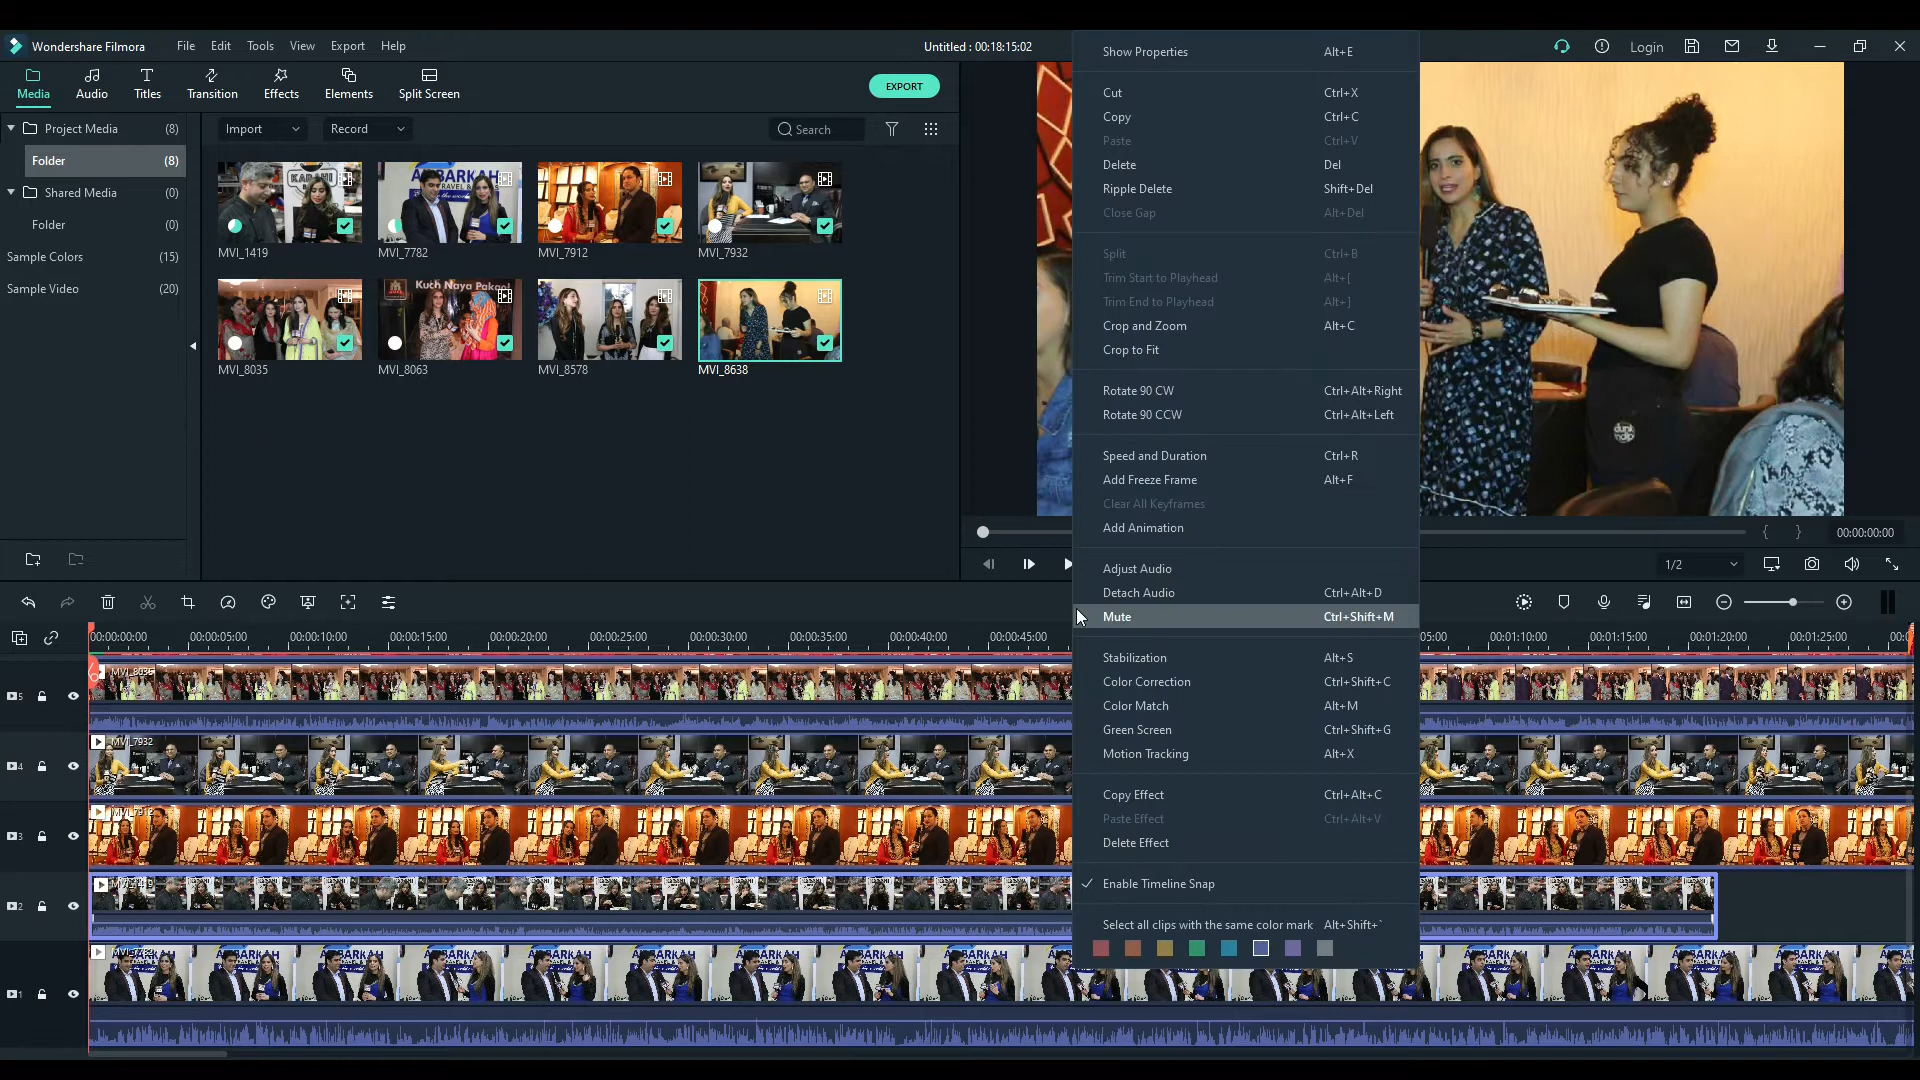 Wondershare Filmora File Edit Tools View Export Help Untitled : 00:18:15:02 Login
Media Audio Titles Transition Effects Elements Split Screen EXPORT
Project Media (8)
Folder (8)
Shared Media (0)
Folder (0)
Sample Colors (15)
Sample Video (20)
Import Record Search
MVI_1419 MVI_7782 MVI_7912 MVI_7932
MVI_8035 MVI_8063 MVI_8578 MVI_8638
Show Properties Alt+E
Cut Ctrl+X
Copy Ctrl+C
Paste Ctrl+V
Delete Del
Ripple Delete Shift+Del
Close Gap Alt+Del
Split Ctrl+B
Trim Start to Playhead Alt+[
Trim End to Playhead Alt+]
Crop and Zoom Alt+C
Crop to Fit
Rotate 90 CW Ctrl+Alt+Right
Rotate 90 CCW Ctrl+Alt+Left
Speed and Duration Ctrl+R
Add Freeze Frame Alt+F
Clear All Keyframes
Add Animation
Adjust Audio
Detach Audio Ctrl+Alt+D
Mute Ctrl+Shift+M
Stabilization Alt+S
Color Correction Ctrl+Shift+C
Color Match Alt+M
Green Screen Ctrl+Shift+G
Motion Tracking Alt+X
Copy Effect Ctrl+Alt+C
Paste Effect Ctrl+Alt+V
Delete Effect
Enable Timeline Snap
Select all clips with the same color mark Alt+Shift+`
{ } 00:00:00:00
1/2
00:00:00:00 00:00:05:00 00:00:10:00 00:00:15:00 00:00:20:00 00:00:25:00 00:00:30:00 00:00:35:00 00:00:40:00 00:00:45:00 05:00 00:01:10:00 00:01:15:00 00:01:20:00 00:01:25:00
5 MVI_8035
4 MVI_7932
3 MVI_7912
2
1